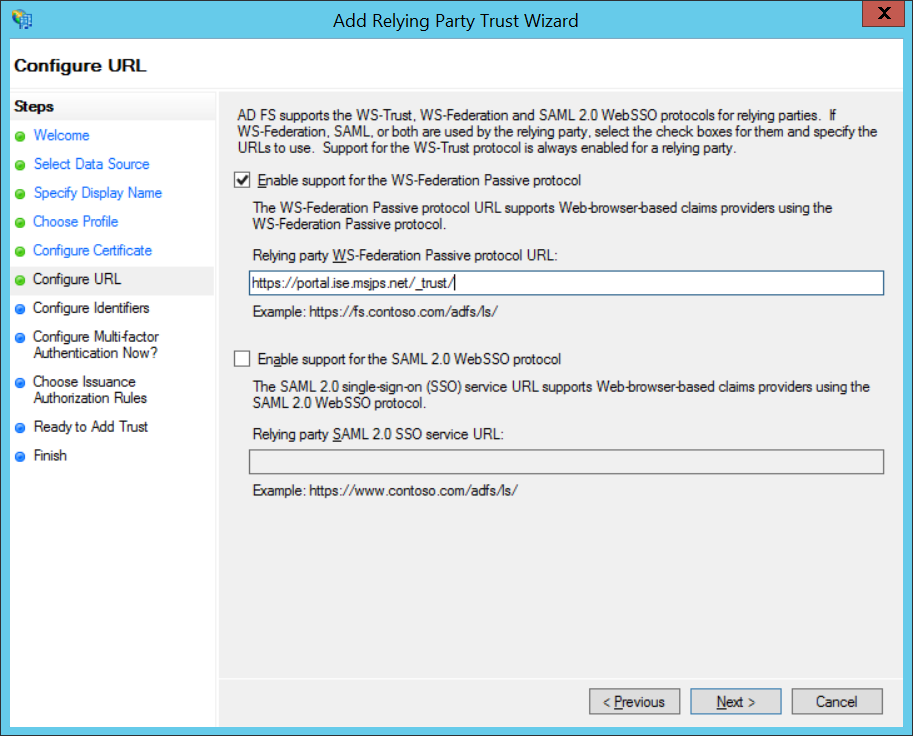 Add Relying Party Trust Wizard
X
Configure URL
Steps
Welcome
Select Data Source
Specify Display Name
Choose Profile
Configure Certificate
Configure URL
Configure Identifiers
Configure Multi-factor
Authentication Now?
Choose Issuance
Authorization Rules
Ready to Add Trust
Finish
AD FS supports the WS-Trust, WS-Federation and SAML 2.0 WebSSO protocols for relying parties.  If
WS-Federation, SAML, or both are used by the relying party, select the check boxes for them and specify the
URLs to use.  Support for the WS-Trust protocol is always enabled for a relying party.
Enable support for the WS-Federation Passive protocol
The WS-Federation Passive protocol URL supports Web-browser-based claims providers using the
WS-Federation Passive protocol.
Relying party WS-Federation Passive protocol URL:
https://portal.ise.msjps.net/_trust/
Example: https://fs.contoso.com/adfs/ls/
Enable support for the SAML 2.0 WebSSO protocol
The SAML 2.0 single-sign-on (SSO) service URL supports Web-browser-based claims providers using the
SAML 2.0 WebSSO protocol.
Relying party SAML 2.0 SSO service URL:
Example: https://www.contoso.com/adfs/ls/
< Previous
Next >
Cancel